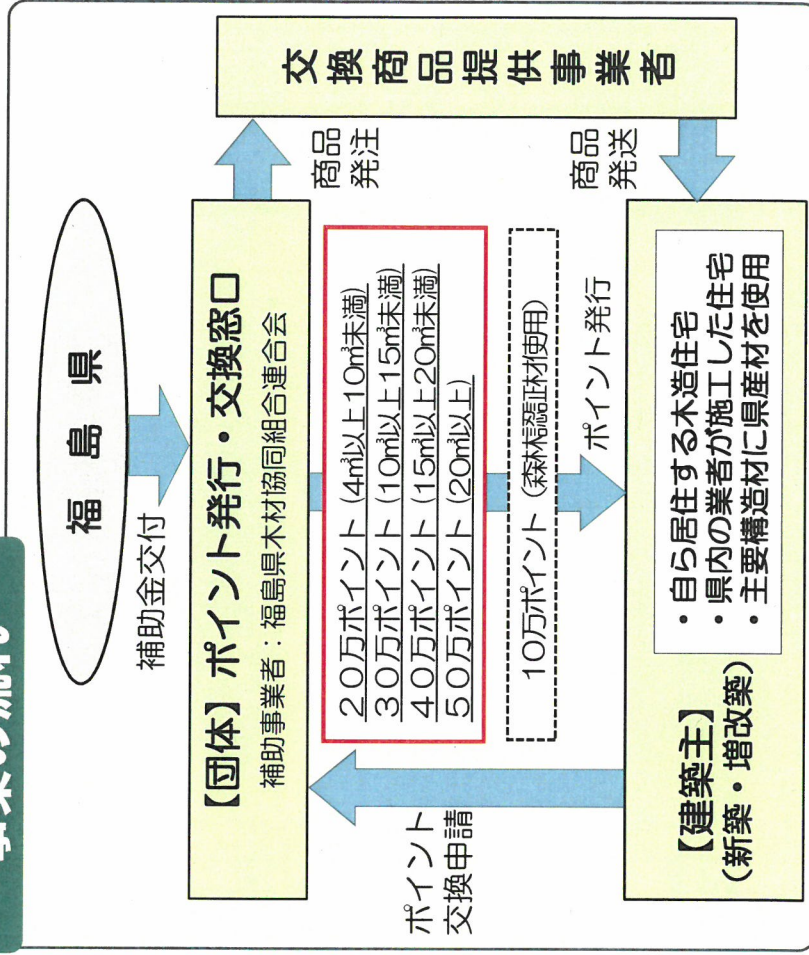 事業の流れ
福島県
補助金交付
【団体】ポイント発行・交換窓口
補助事業者：福島県木材協同組合連合会
20万ポイント（4㎥以上10㎥未満）
30万ポイント（10㎥以上15㎥未満）
40万ポイント（15㎥以上20㎥未満）
50万ポイント（20㎥以上）
10万ポイント（森林認証材使用）
ポイント
交換申請
ポイント発行
商品
発注
交換商品提供事業者
商品
発送
【建築主】
（新築・増改築）
・自ら居住する木造住宅
・県内の業者が施工した住宅
・主要構造材に県産材を使用